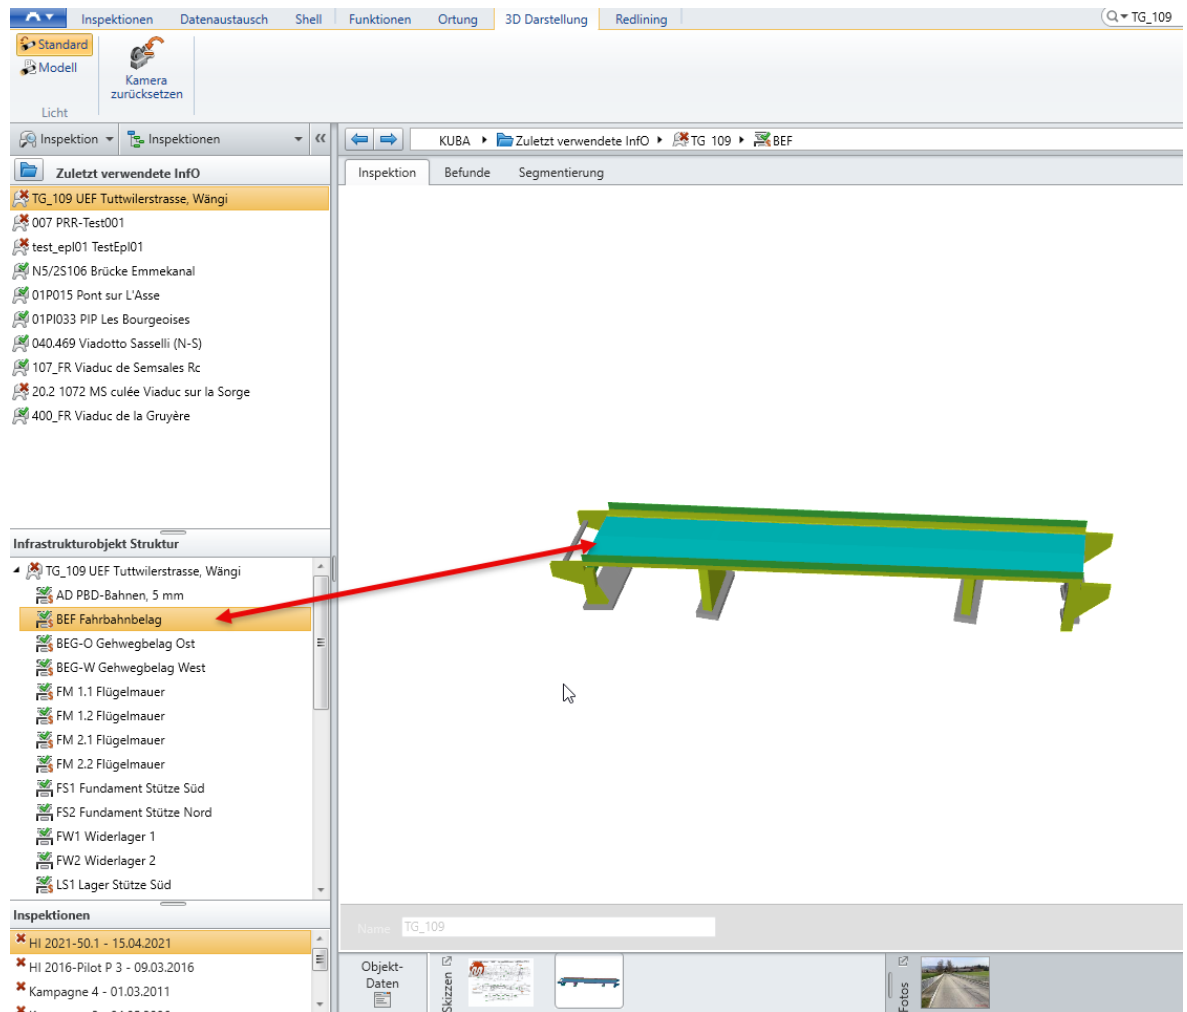 Inspektionen Datenaustausch Shell Funktionen Ortung 3D Darstellung Redlining TG_109
Standard
Modell
Kamera
zurücksetzen
Licht
Inspektion Inspektionen
KUBA Zuletzt verwendete InfO TG 109 BEF
Zuletzt verwendete InfO
Inspektion Befunde Segmentierung
TG_109 UEF Tuttwilerstrasse, Wängi
007 PRR-Test001
test_epl01 TestEpl01
N5/2S106 Brücke Emmekanal
01P015 Pont sur L'Asse
01PI033 PIP Les Bourgeoises
040.469 Viadotto Sasselli (N-S)
107_FR Viaduc de Semsales Rc
20.2 1072 MS culée Viaduc sur la Sorge
400_FR Viaduc de la Gruyère
Infrastrukturobjekt Struktur
TG_109 UEF Tuttwilerstrasse, Wängi
AD PBD-Bahnen, 5 mm
BEF Fahrbahnbelag
BEG-O Gehwegbelag Ost
BEG-W Gehwegbelag West
FM 1.1 Flügelmauer
FM 1.2 Flügelmauer
FM 2.1 Flügelmauer
FM 2.2 Flügelmauer
FS1 Fundament Stütze Süd
FS2 Fundament Stütze Nord
FW1 Widerlager 1
FW2 Widerlager 2
LS1 Lager Stütze Süd
Inspektionen
HI 2021-50.1 - 15.04.2021
HI 2016-Pilot P 3 - 09.03.2016
Kampagne 4 - 01.03.2011
Name TG_109
Objekt-
Daten
Skizzen
Fotos